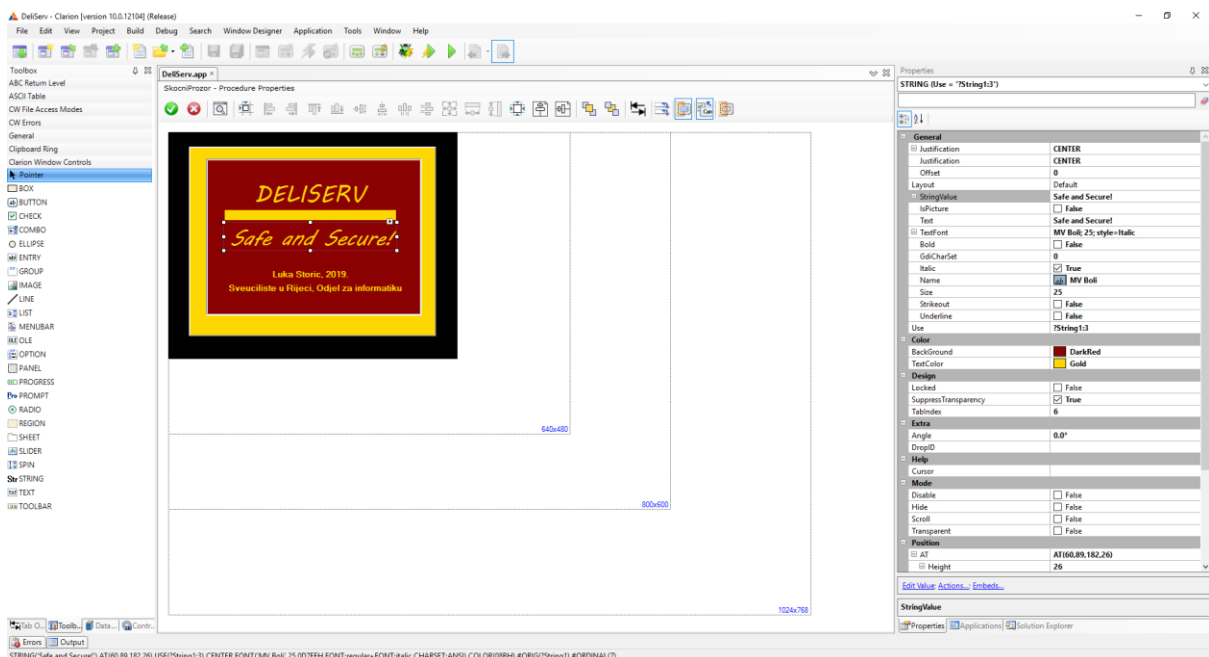 DeliServ - Clarion [version 10.0.12104] (Release)
File Edit View Project Build Debug Search Window Designer Application Tools Window Help
Toolbox
ABC Return Level
ASCII Table
CW File Access Modes
CW Errors
General
Clipboard Ring
Clarion Window Controls
Pointer
BOX
BUTTON
CHECK
COMBO
ELLIPSE
ENTRY
GROUP
IMAGE
LINE
LIST
MENUBAR
OLE
OPTION
PANEL
PROGRESS
PROMPT
RADIO
REGION
SHEET
SLIDER
SPIN
Str STRING
TEXT
TOOLBAR
Tab O... Toolb... Data... Contr...
Errors Output
DeliServ.app ×
SkocniProzor - Procedure Properties
DELISERV
Safe and Secure!
Luka Storic, 2019.
Sveuciliste u Rijeci, Odjel za informatiku
640x480
800x600
1024x768
Properties
STRING (Use = '?String1:3')
General
Justification CENTER
Justification CENTER
Offset 0
Layout Default
StringValue Safe and Secure!
IsPicture False
Text Safe and Secure!
TextFont MV Boli; 25; style=Italic
Bold False
GdiCharSet 0
Italic True
Name ab MV Boli
Size 25
Strikeout False
Underline False
Use ?String1:3
Color
BackGround DarkRed
TextColor Gold
Design
Locked False
SuppressTransparency True
TabIndex 6
Extra
Angle 0.0°
DropID
Help
Cursor
Mode
Disable False
Hide False
Scroll False
Transparent False
Position
AT AT(60,89,182,26)
Height 26
Edit Value; Actions...; Embeds...
StringValue
Properties Applications Solution Explorer